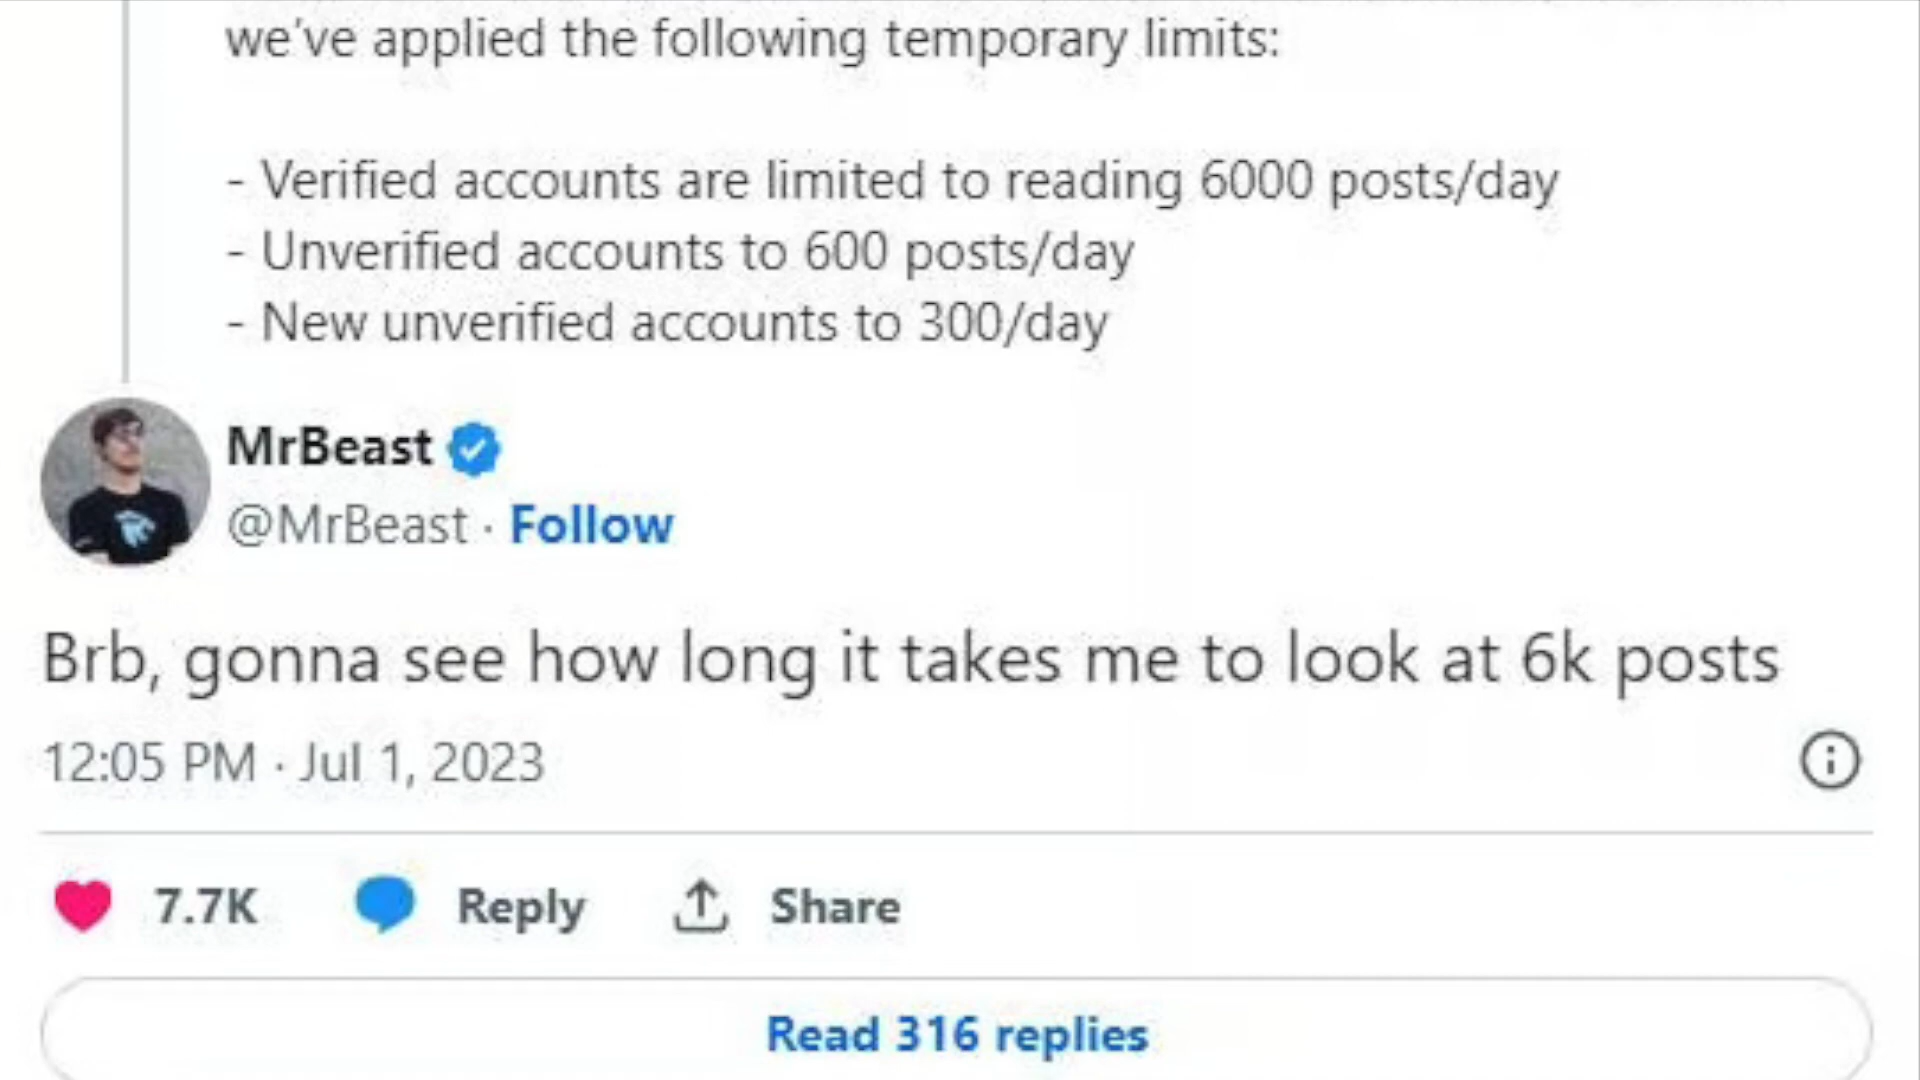 we've applied the following temporary limits:
- Verified accounts are limited to reading 6000 posts/day
- Unverified accounts to 600 posts/day
- New unverified accounts to 300/day
MrBeast
@MrBeast · Follow
Brb, gonna see how long it takes me to look at 6k posts
12:05 PM · Jul 1, 2023
7.7K Reply Share
Read 316 replies